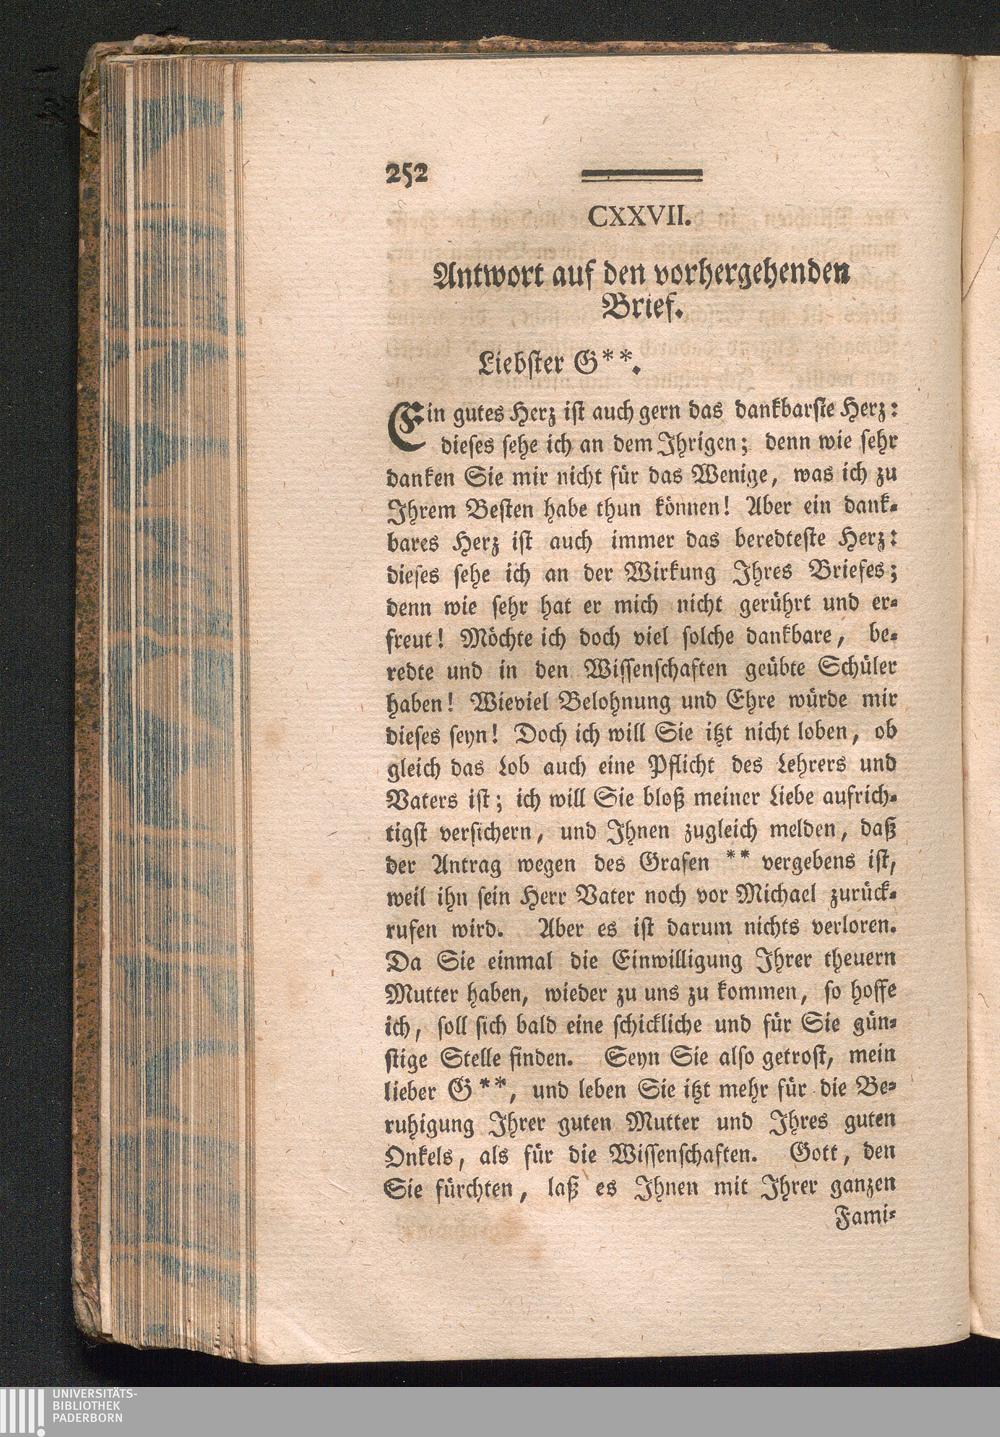 252
CXXVII.
Antwort auf den vorhergehenden
Brief.
Liebster G**.
Ein gutes Herz ist auch gern das dankbarste Herz:
dieses sehe ich an dem Ihrigen; denn wie sehr
danken Sie mir nicht für das Wenige, was ich zu
Ihrem Besten habe thun können! Aber ein dank-
bares Herz ist auch immer das beredteste Herz:
dieses sehe ich an der Wirkung Ihres Briefes;
denn wie sehr hat er mich nicht gerührt und er-
freut! Möchte ich doch viel solche dankbare, be-
redte und in den Wissenschaften geübte Schüler
haben! Wieviel Belohnung und Ehre würde mir
dieses seyn! Doch ich will Sie itzt nicht loben, ob
gleich das Lob auch eine Pflicht des Lehrers und
Vaters ist; ich will Sie bloß meiner Liebe aufrich-
tigst versichern, und Ihnen zugleich melden, daß
der Antrag wegen des Grafen ** vergebens ist,
weil ihn sein Herr Vater noch vor Michael zurück-
rufen wird. Aber es ist darum nichts verloren.
Da Sie einmal die Einwilligung Ihrer theuern
Mutter haben, wieder zu uns zu kommen, so hoffe
ich, soll sich bald eine schickliche und für Sie gün-
stige Stelle finden. Seyn Sie also getrost, mein
lieber G**, und leben Sie itzt mehr für die Be-
ruhigung Ihrer guten Mutter und Ihres guten
Onkels, als für die Wissenschaften. Gott, den
Sie fürchten, laß es Ihnen mit Ihrer ganzen
Fami-
UNIVERSITÄTS-
BIBLIOTHEK
PADERBORN